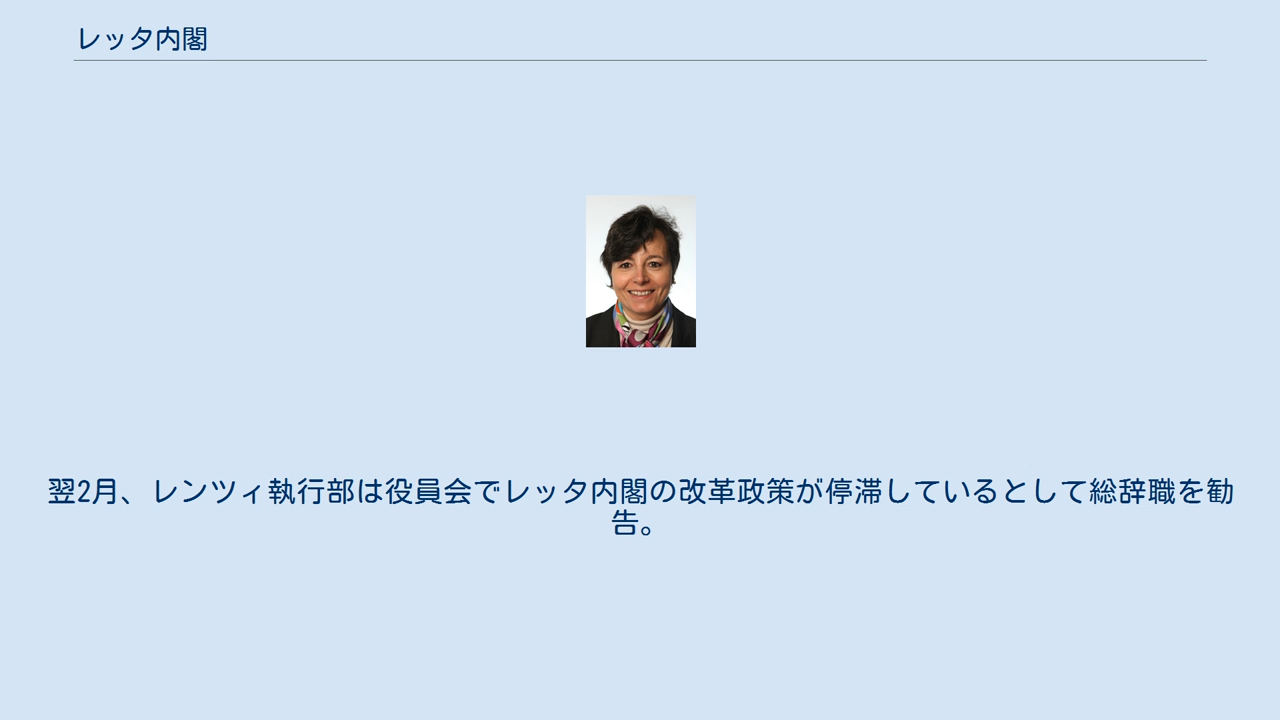 レッタ内閣
翌2月、レンツィ執行部は役員会でレッタ内閣の改革政策が停滞しているとして総辞職を勧
告。